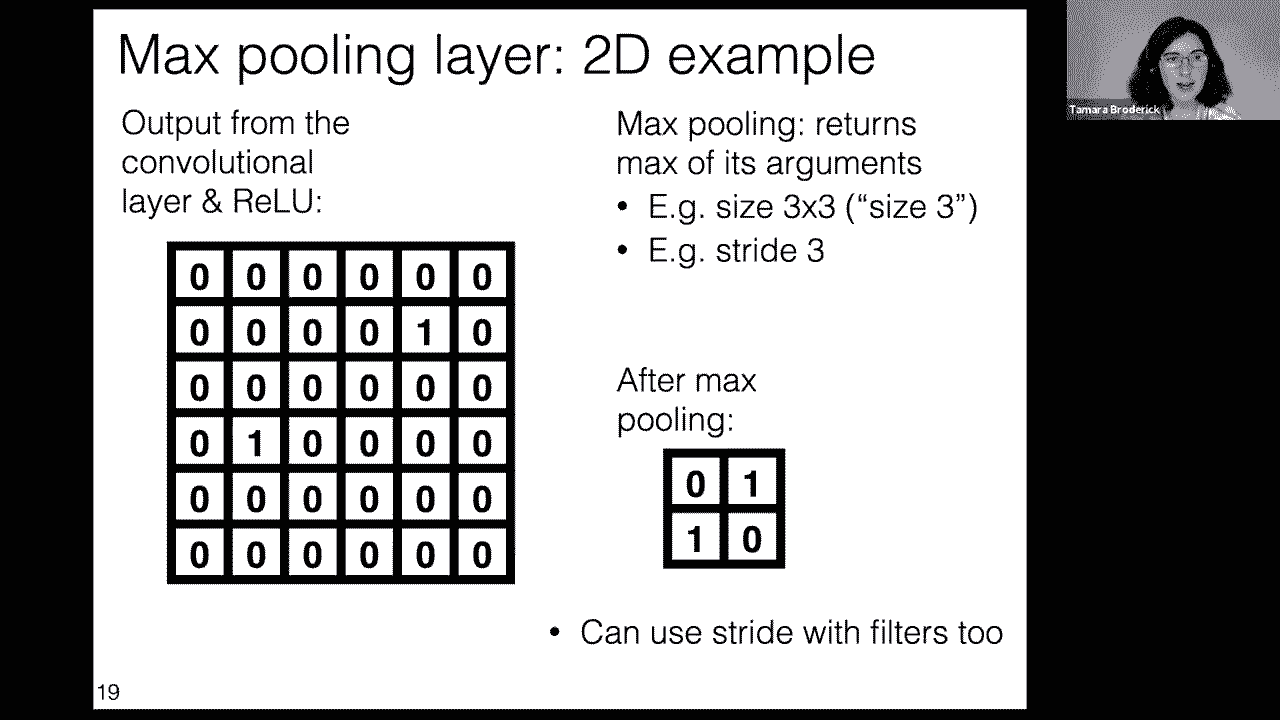 Max pooling layer: 2D example
Output from the
convolutional
layer & ReLU:
0 0 0 0 0 0
0 0 0 0 1 0
0 0 0 0 0 0
0 1 0 0 0 0
0 0 0 0 0 0
0 0 0 0 0 0
Max pooling: returns
max of its arguments
• E.g. size 3x3 (“size 3”)
• E.g. stride 3
After max
pooling:
0 1
1 0
• Can use stride with filters too
19
Tamara Broderick